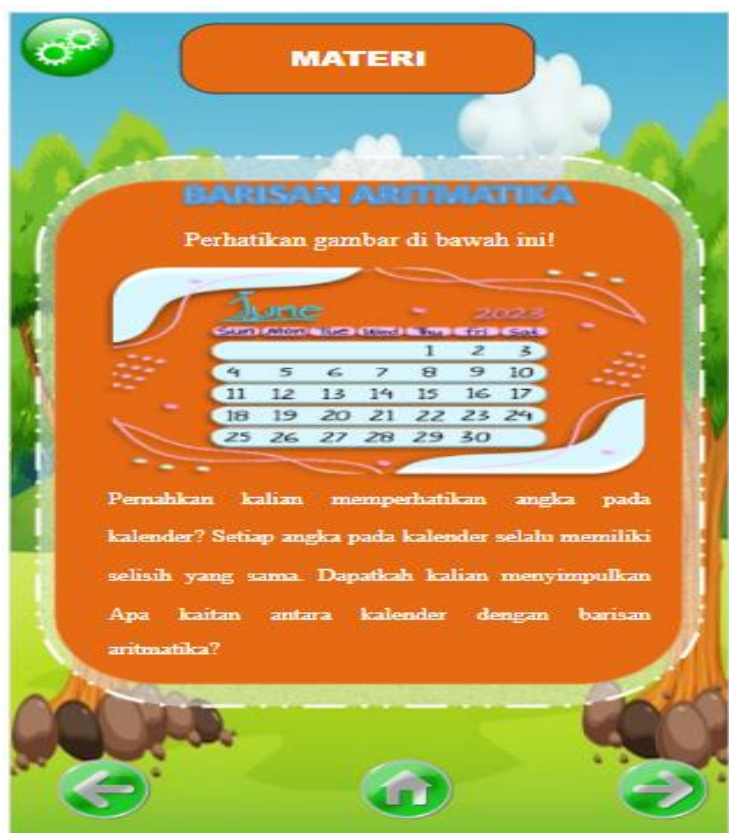 MATERI
BARISAN ARITMATIKA
Perhatikan gambar di bawah ini!
June 2023
Sun Mon Tue Wed Thu Fri Sat
1 2 3
4 5 6 7 8 9 10
11 12 13 14 15 16 17
18 19 20 21 22 23 24
25 26 27 28 29 30
Pernahkan kalian memperhatikan angka pada
kalender? Setiap angka pada kalender selalu memiliki
selisih yang sama. Dapatkah kalian menyimpulkan
Apa kaitan antara kalender dengan barisan
aritmatika?